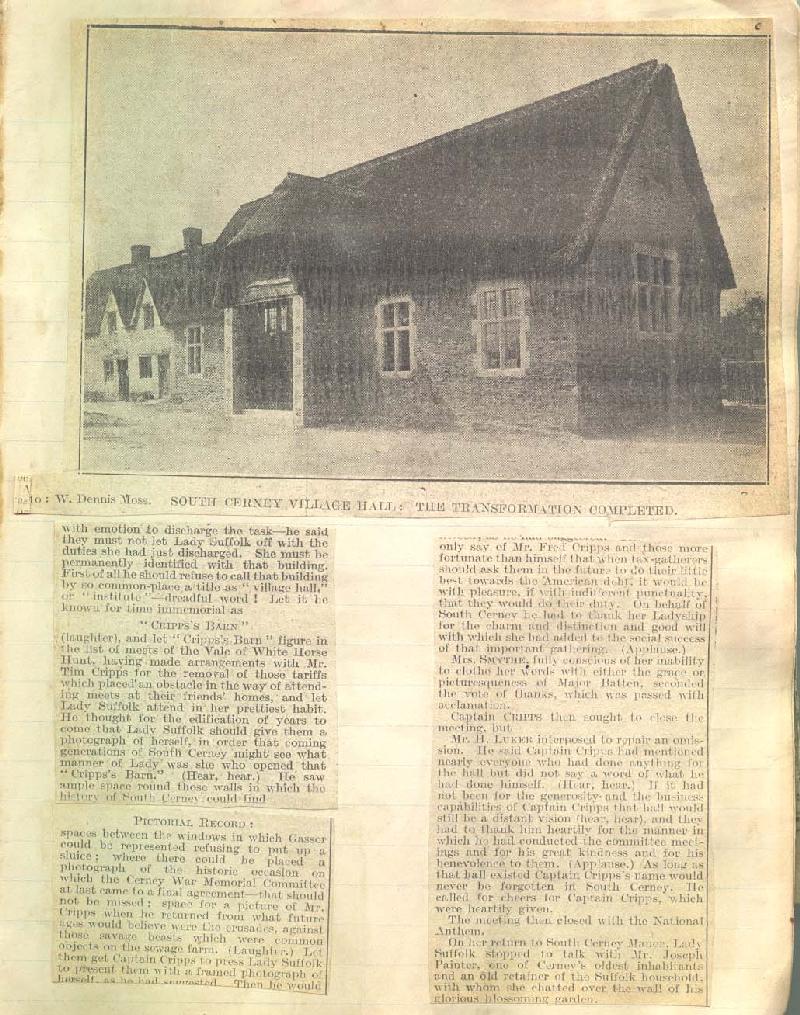 6
to: W. Dennis Moss. SOUTH CERNEY VILLAGE HALL: THE TRANSFORMATION COMPLETED.
with emotion to discharge the task—he said
they must not let Lady Suffolk off with the
duties she had just discharged. She must be
permanently identified with that building.
First of all he should refuse to call that building
by so common-place a title as "village hall,"
or "institute"—dreadful word! Let it be
known for time immemorial as
"CRIPPS'S BARN"
(laughter), and let "Cripps's Barn" figure in
the list of meets of the Vale of White Horse
Hunt, having made arrangements with Mr.
Tim Cripps for the removal of those tariffs
which placed an obstacle in the way of attend-
ing meets at their friends' homes, and let
Lady Suffolk attend in her prettiest habit.
He thought for the edification of years to
come that Lady Suffolk should give them a
photograph of herself, in order that coming
generations of South Cerney might see what
manner of Lady was she who opened that
"Cripps's Barn." (Hear, hear.) He saw
ample space round those walls in which the
history of South Cerney could find
PICTORIAL RECORD:
spaces between the windows in which Gasser
could be represented refusing to put up a
sluice; where there could be placed a
photograph of the historic occasion on
which the Cerney War Memorial Committee
at last came to a final agreement—that should
not be missed; space for a picture of Mr.
Cripps when he returned from what future
ages would believe were the crusades, against
those savage beasts which were common
objects on the sewage farm. (Laughter.) Let
them get Captain Cripps to press Lady Suffolk
to present them with a framed photograph of
herself, as he had suggested. Then he would
only say of Mr. Fred Cripps and those more
fortunate than himself that when tax-gatherers
should ask them in the future to do their little
best towards the American debt, it would be
with pleasure, if with indifferent punctuality,
that they would do their duty. On behalf of
South Cerney he had to thank her Ladyship
for the charm and distinction and good will
with which she had added to the social success
of that important gathering. (Applause.)
Mrs. SMYTHE, fully conscious of her inability
to clothe her words with either the grace or
picturesqueness of Major Batten, seconded
the vote of thanks, which was passed with
acclamation.
Captain CRIPPS then sought to close the
meeting, but
Mr. H. LUKER interposed to repair an omis-
sion. He said Captain Cripps had mentioned
nearly everyone who had done anything for
the hall but did not say a word of what he
had done himself. (Hear, hear.) If it had
not been for the generosity and the business
capabilities of Captain Cripps that hall would
still be a distant vision (hear, hear), and they
had to thank him heartily for the manner in
which he had conducted the committee meet-
ings and for his great kindness and for his
benevolence to them. (Applause.) As long as
that hall existed Captain Cripps's name would
never be forgotten in South Cerney. He
called for cheers for Captain Cripps, which
were heartily given.
The meeting then closed with the National
Anthem.
On her return to South Cerney Manor, Lady
Suffolk stopped to talk with Mr. Joseph
Painter, one of Cerney's oldest inhabitants
and an old retainer of the Suffolk household,
with whom she chatted over the wall of his
glorious blossoming garden.